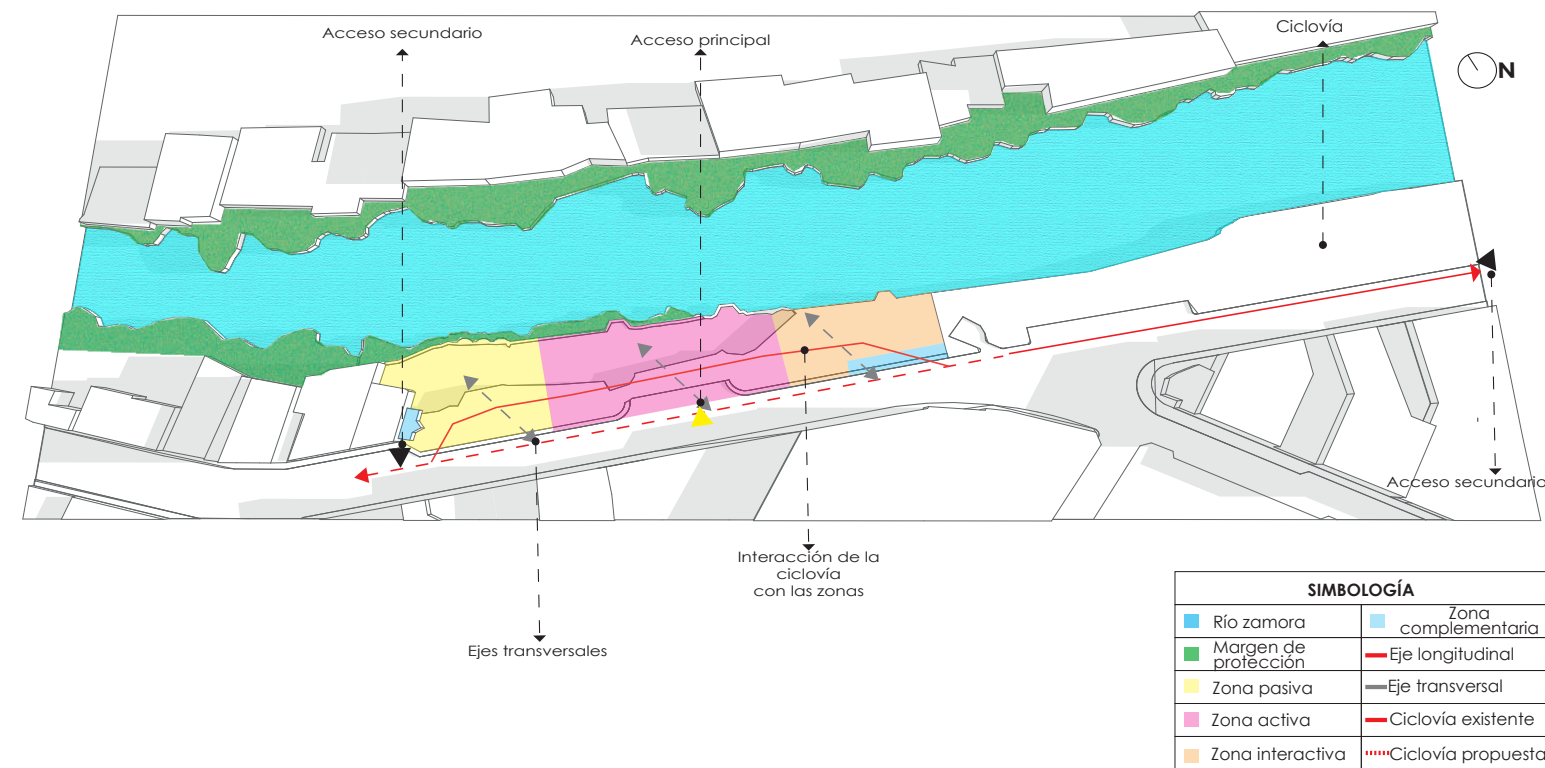 Acceso secundario
Acceso principal
Ciclovía
N
Acceso secundario
Interacción de la
ciclovía
con las zonas
Ejes transversales
SIMBOLOGÍA
Río zamora
Zona
complementaria
Margen de
protección
Eje longitudinal
Zona pasiva
Eje transversal
Zona activa
Ciclovía existente
Zona interactiva
Ciclovía propuesta